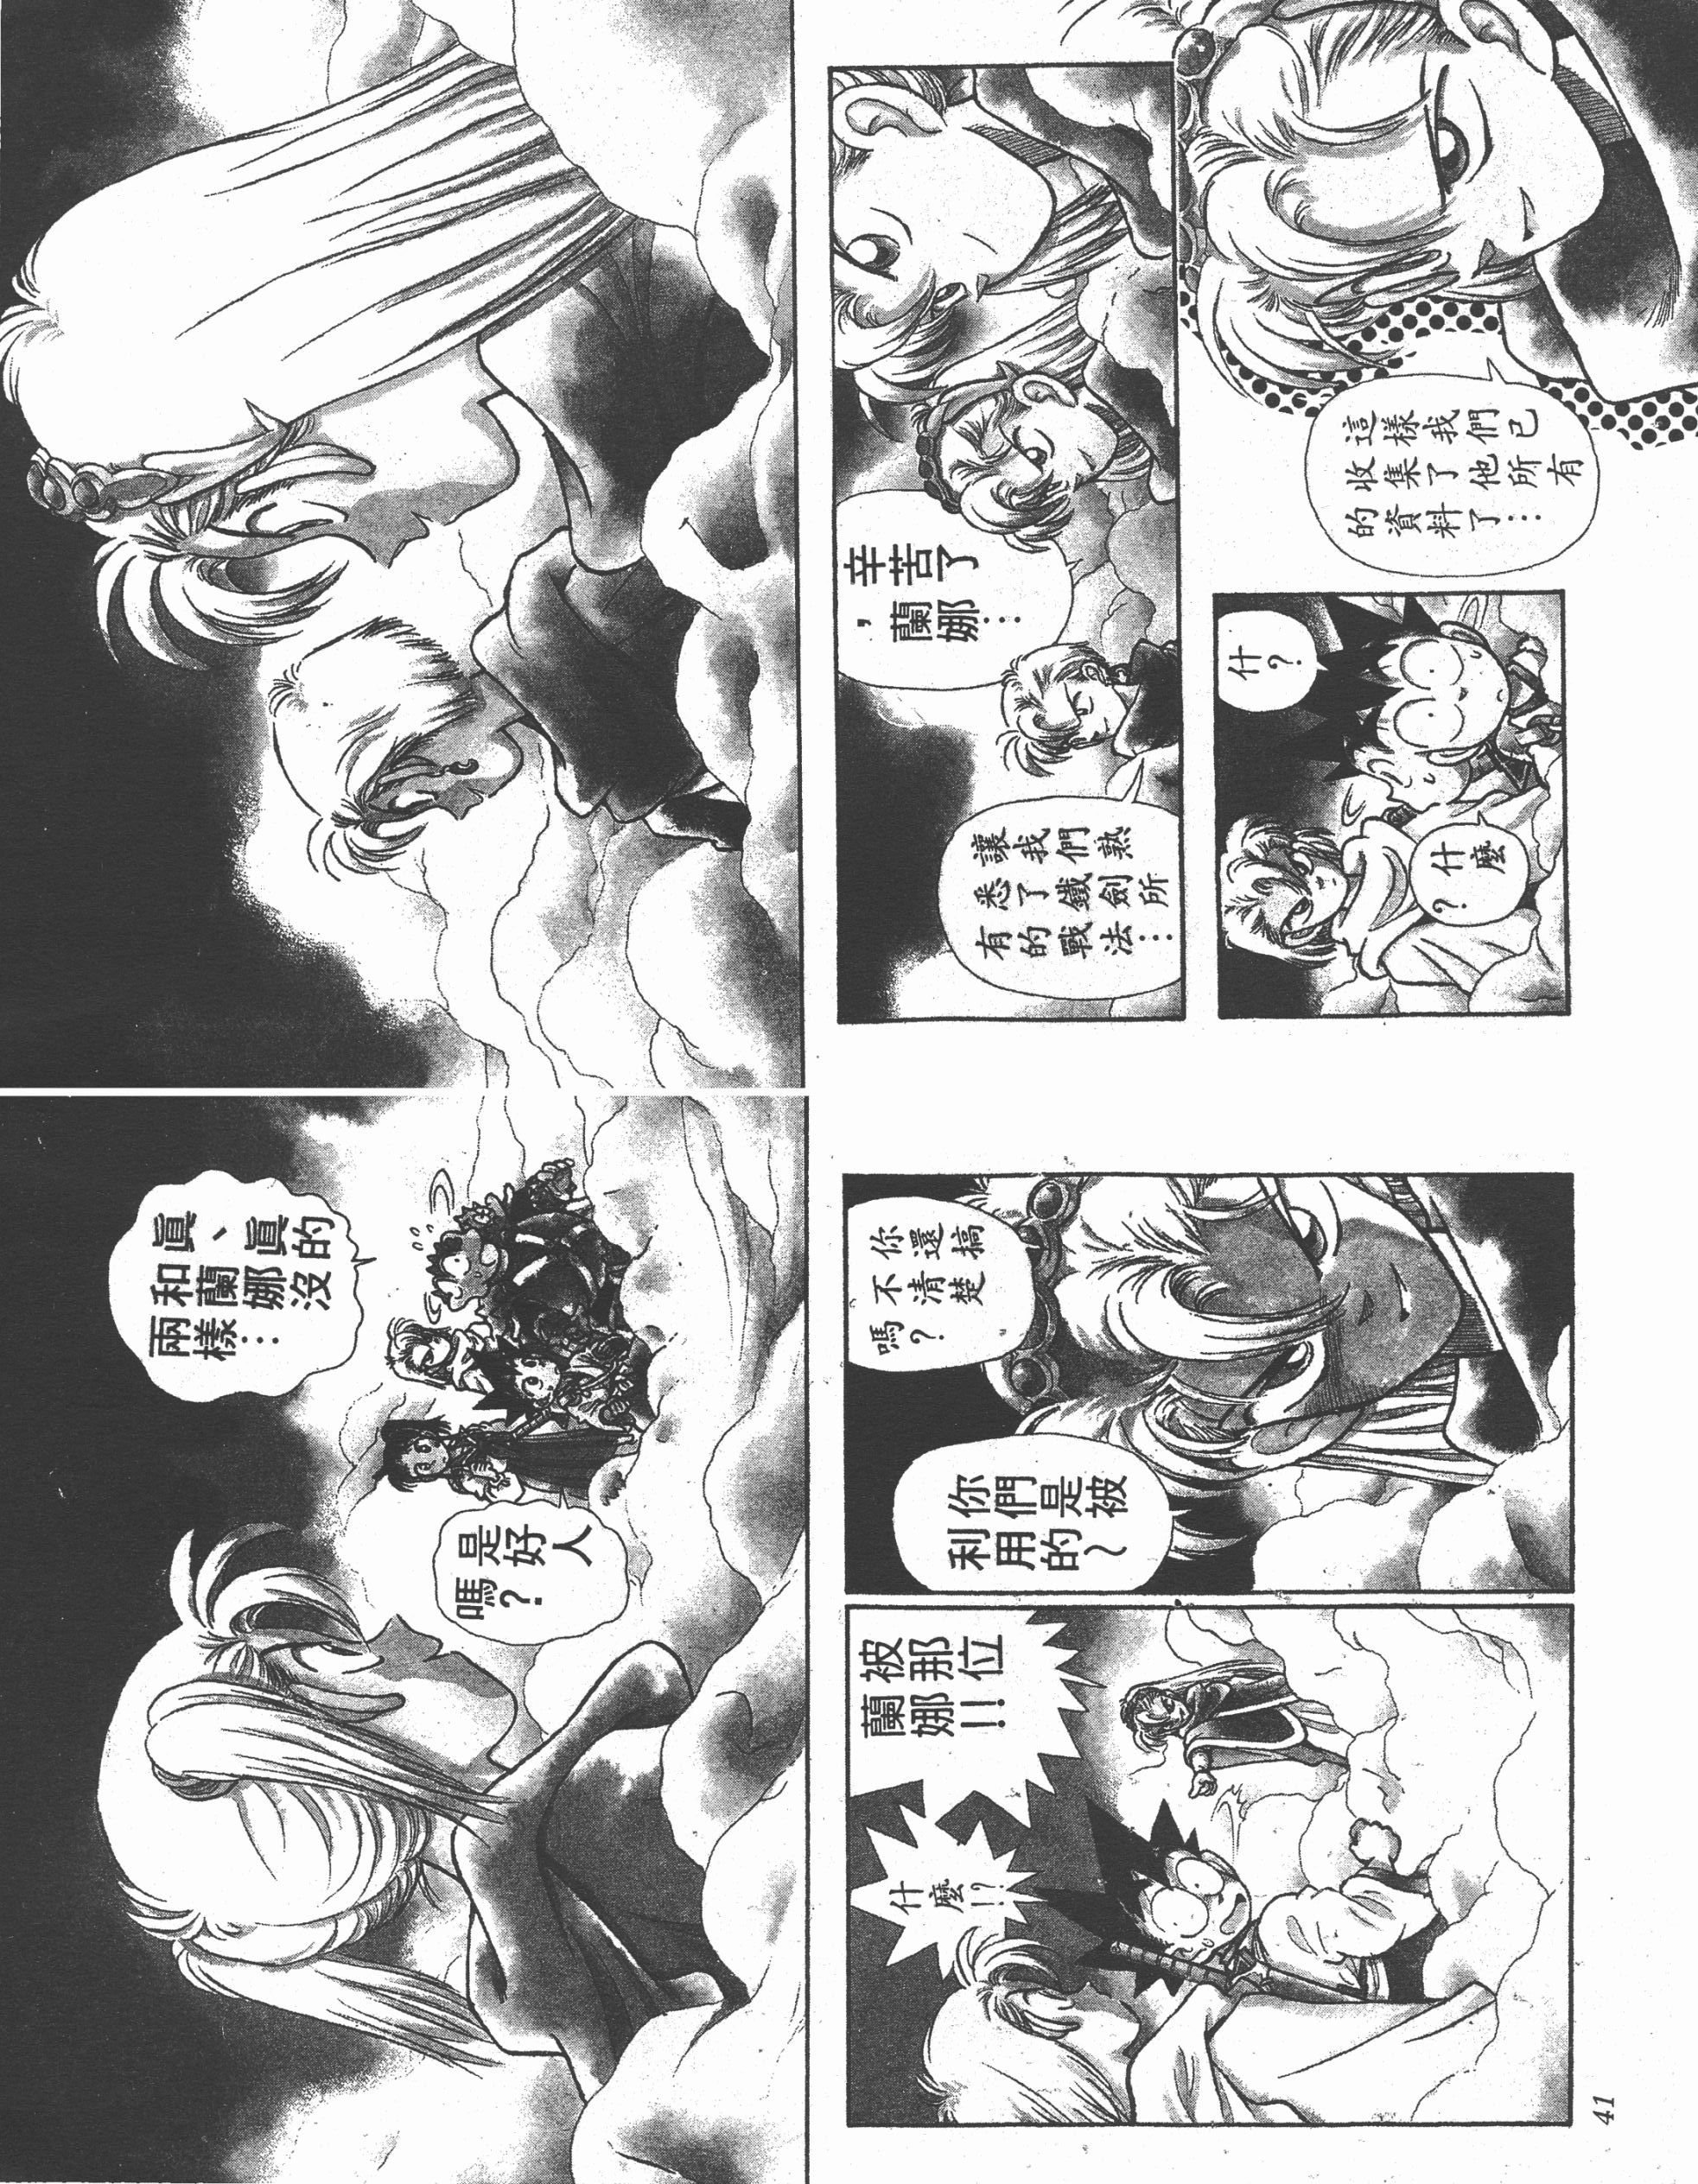 眞、眞的
和蘭娜沒
兩樣…
是好人
嗎？
辛苦了
，蘭娜…
讓我們熟
悉了鐵劍所
有的戰法…
這樣我們已
收集了他所有
的資料了…
什？
什麼
？
你還搞
不清楚
嗎？
你們是被
利用的～
被那位
蘭娜!!
什麼!?
41